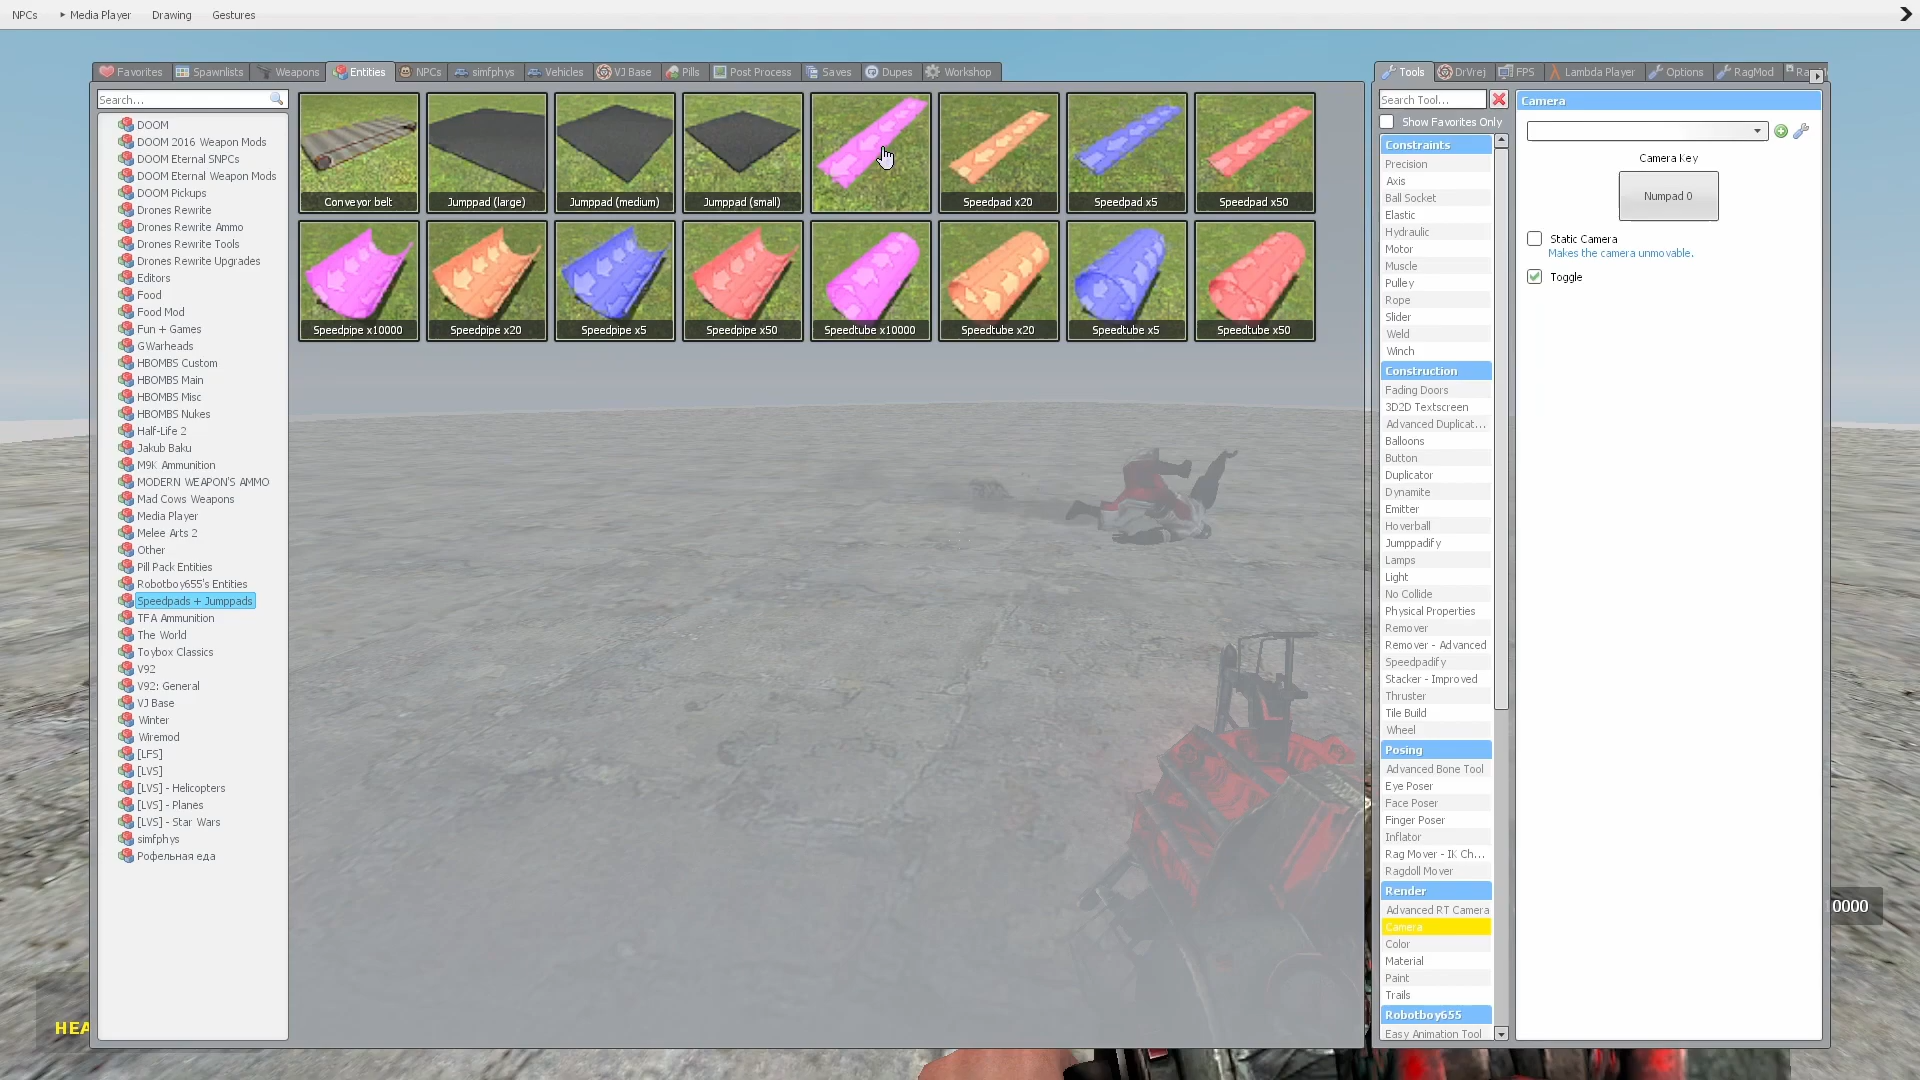 NPCs Media Player Drawing Gestures
Favorites Spawnlists Weapons Entities NPCs simfphys Vehicles VJ Base Pills Post Process Saves Dupes Workshop
Tools DrVrej FPS Lambda Player Options RagMod
Search...
DOOM
DOOM 2016 Weapon Mods
DOOM Eternal SNPCs
DOOM Eternal Weapon Mods
DOOM Pickups
Drones Rewrite
Drones Rewrite Ammo
Drones Rewrite Tools
Drones Rewrite Upgrades
Editors
Food
Food Mod
Fun + Games
GWarheads
HBOMBS Custom
HBOMBS Main
HBOMBS Misc
HBOMBS Nukes
Half-Life 2
Jakub Baku
M9K Ammunition
MODERN WEAPON'S AMMO
Mad Cows Weapons
Media Player
Melee Arts 2
Other
Pill Pack Entities
Robotboy655's Entities
Speedpads + Jumppads
TFA Ammunition
The World
Toybox Classics
V92
V92: General
VJ Base
Winter
Wiremod
[LFS]
[LVS]
[LVS] - Helicopters
[LVS] - Planes
[LVS] - Star Wars
simfphys
Рофельная еда
Conveyor belt Jumppad (large) Jumppad (medium) Jumppad (small) Speedpad x20 Speedpad x5 Speedpad x50
Speedpipe x10000 Speedpipe x20 Speedpipe x5 Speedpipe x50 Speedtube x10000 Speedtube x20 Speedtube x5 Speedtube x50
Search Tool...
Show Favorites Only
Constraints
Precision
Axis
Ball Socket
Elastic
Hydraulic
Motor
Muscle
Pulley
Rope
Slider
Weld
Winch
Construction
Fading Doors
3D2D Textscreen
Advanced Duplicat...
Balloons
Button
Duplicator
Dynamite
Emitter
Hoverball
Jumppadify
Lamps
Light
No Collide
Physical Properties
Remover
Remover - Advanced
Speedpadify
Stacker - Improved
Thruster
Tile Build
Wheel
Posing
Advanced Bone Tool
Eye Poser
Face Poser
Finger Poser
Inflator
Rag Mover - IK Ch...
Ragdoll Mover
Render
Advanced RT Camera
Camera
Color
Material
Paint
Trails
Robotboy655
Easy Animation Tool
Camera
Camera Key
Numpad 0
Static Camera
Makes the camera unmovable.
Toggle
0000
HEA